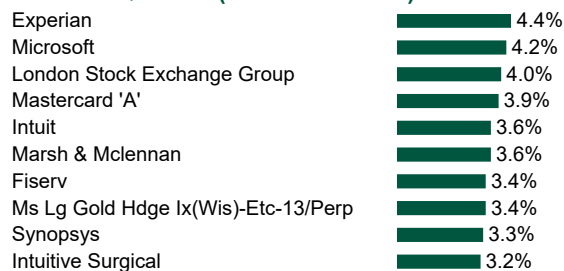 Experian 4.4%
Microsoft 4.2%
London Stock Exchange Group 4.0%
Mastercard 'A' 3.9%
Intuit 3.6%
Marsh & Mclennan 3.6%
Fiserv 3.4%
Ms Lg Gold Hdge Ix(Wis)-Etc-13/Perp 3.4%
Synopsys 3.3%
Intuitive Surgical 3.2%